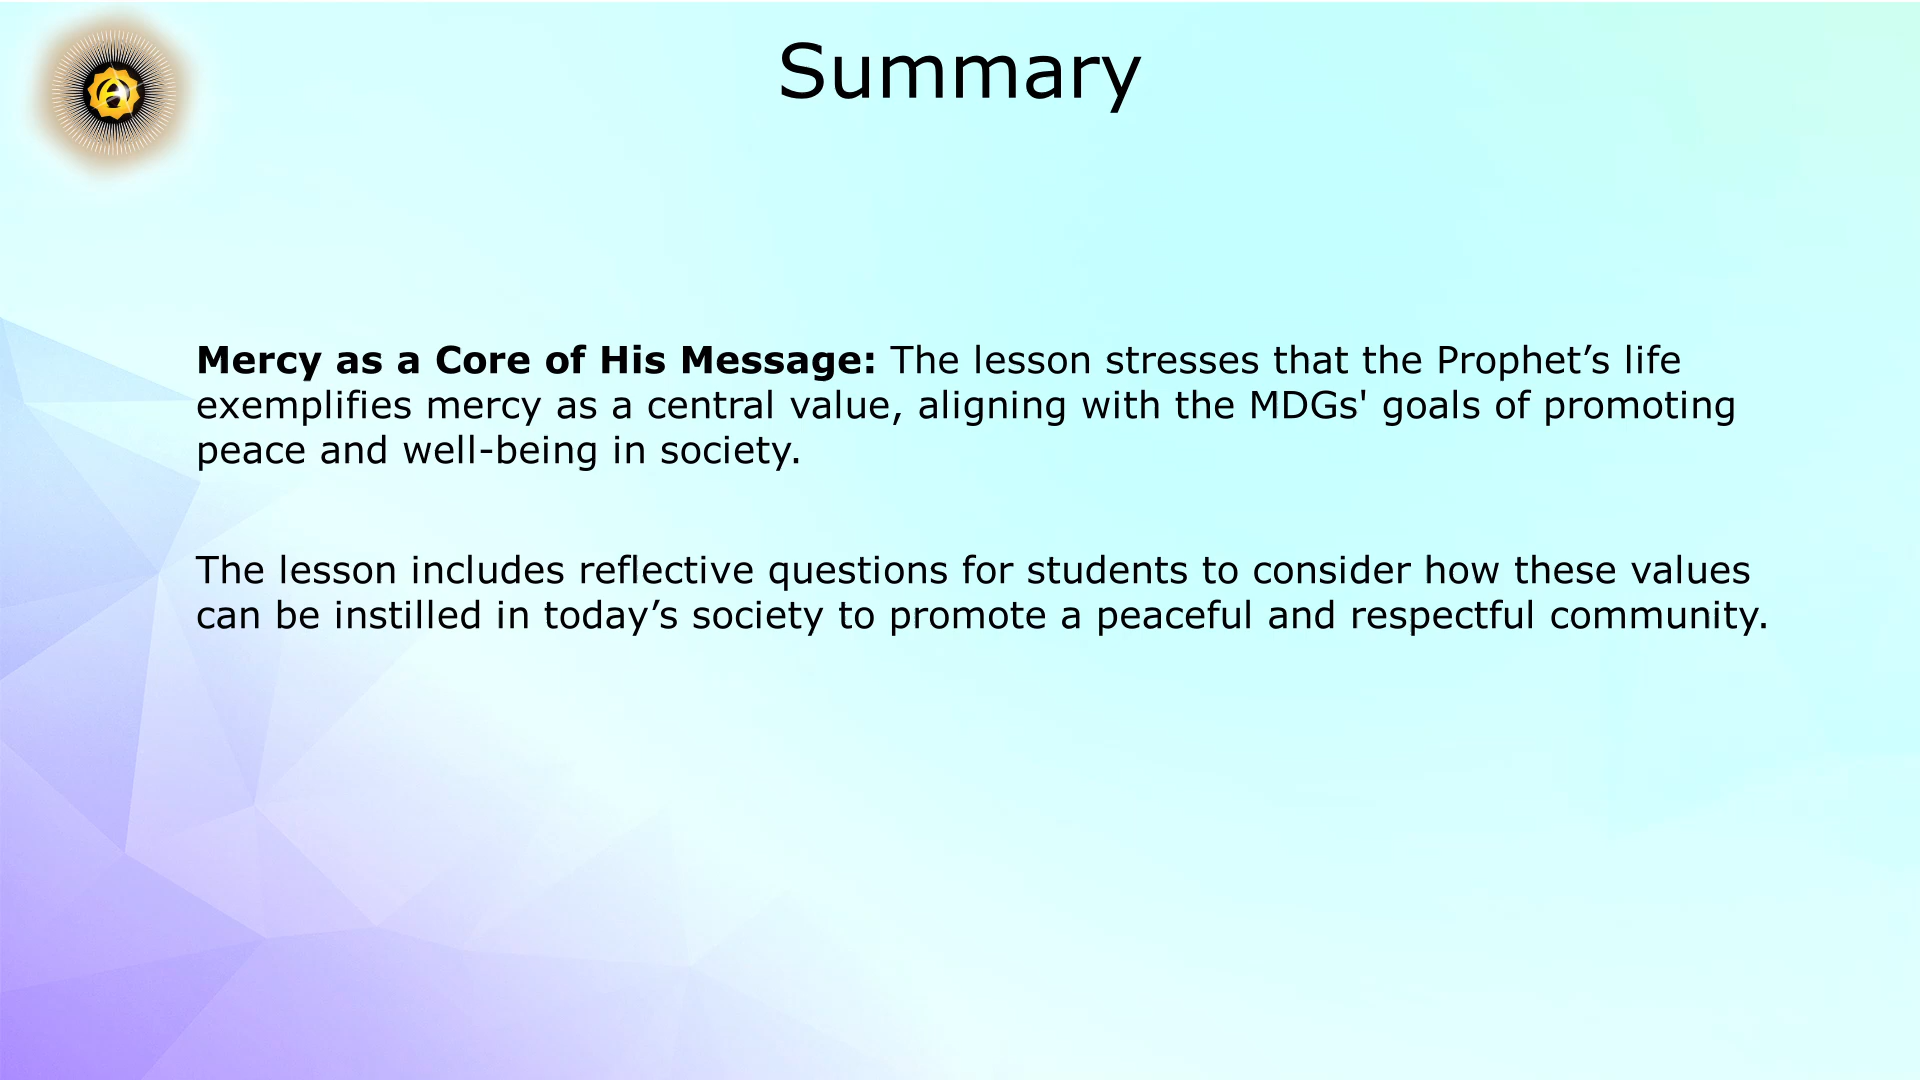 Summary
Mercy as a Core of His Message: The lesson stresses that the Prophet’s life
exemplifies mercy as a central value, aligning with the MDGs' goals of promoting
peace and well-being in society.
The lesson includes reflective questions for students to consider how these values
can be instilled in today’s society to promote a peaceful and respectful community.